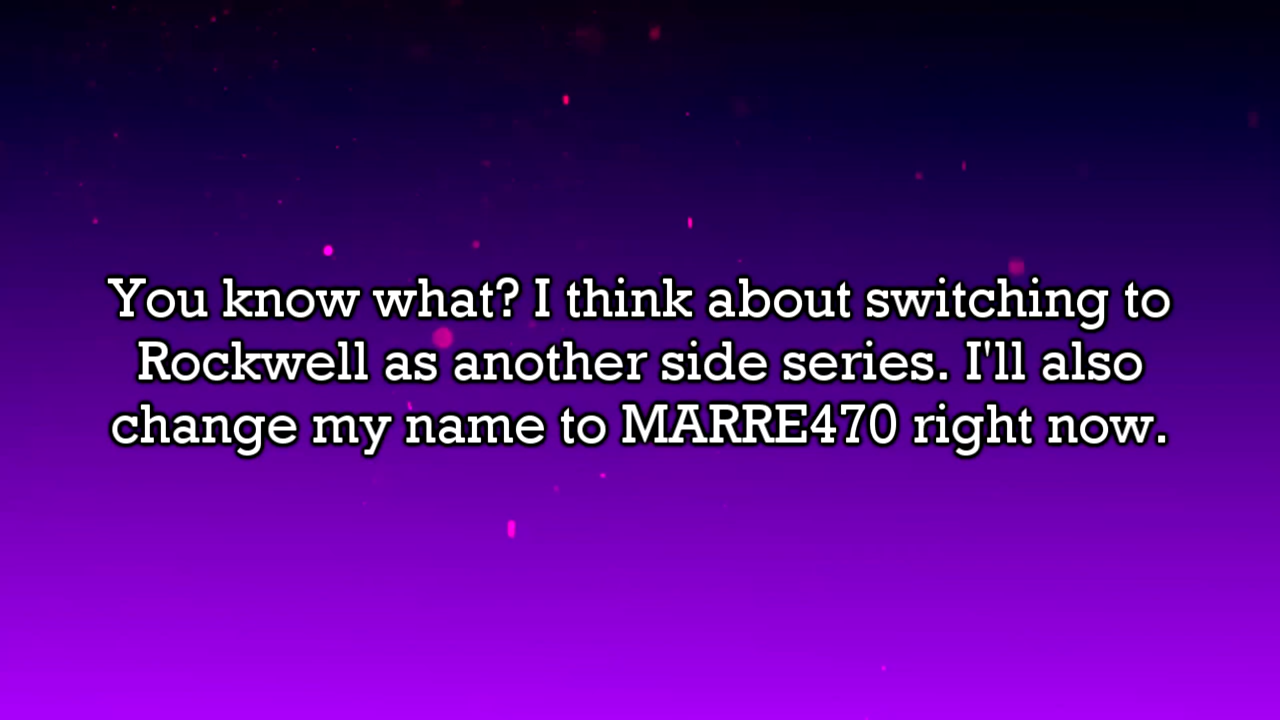 You know what? I think about switching to
Rockwell as another side series. I'll also
change my name to MARRE470 right now.